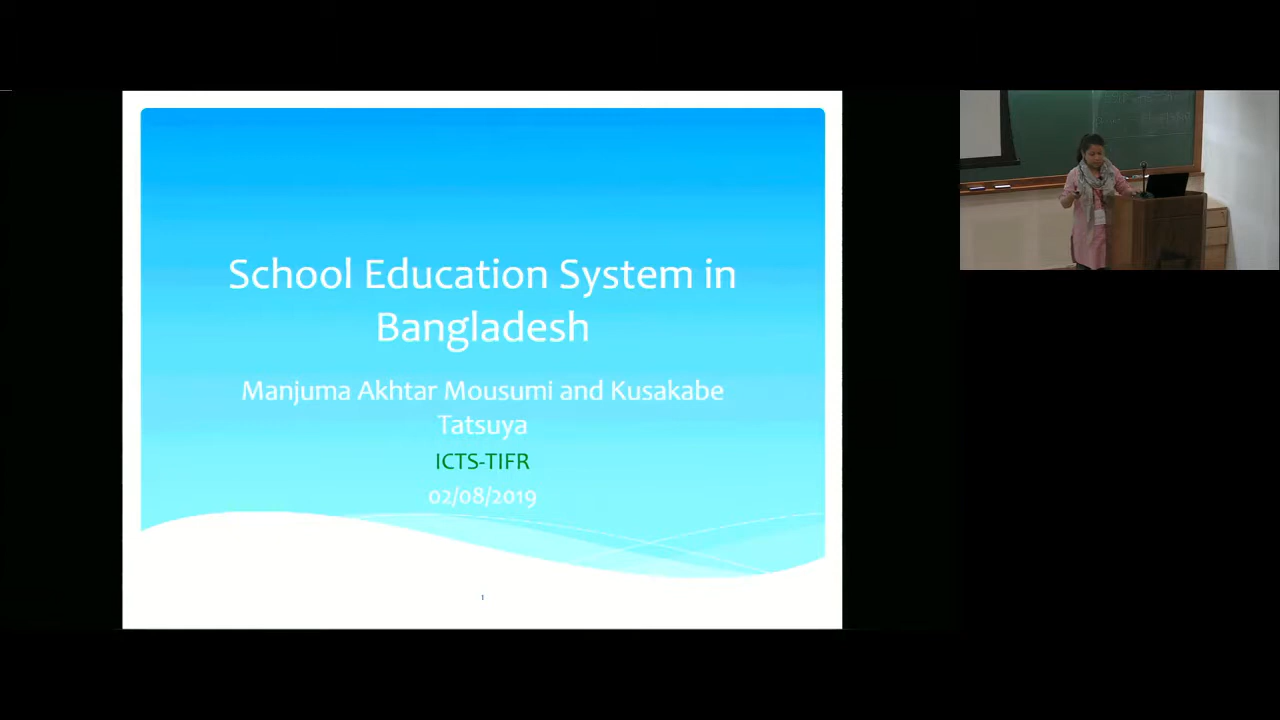 School Education System in
Bangladesh
Manjuma Akhtar Mousumi and Kusakabe
Tatsuya
ICTS-TIFR
02/08/2019
1